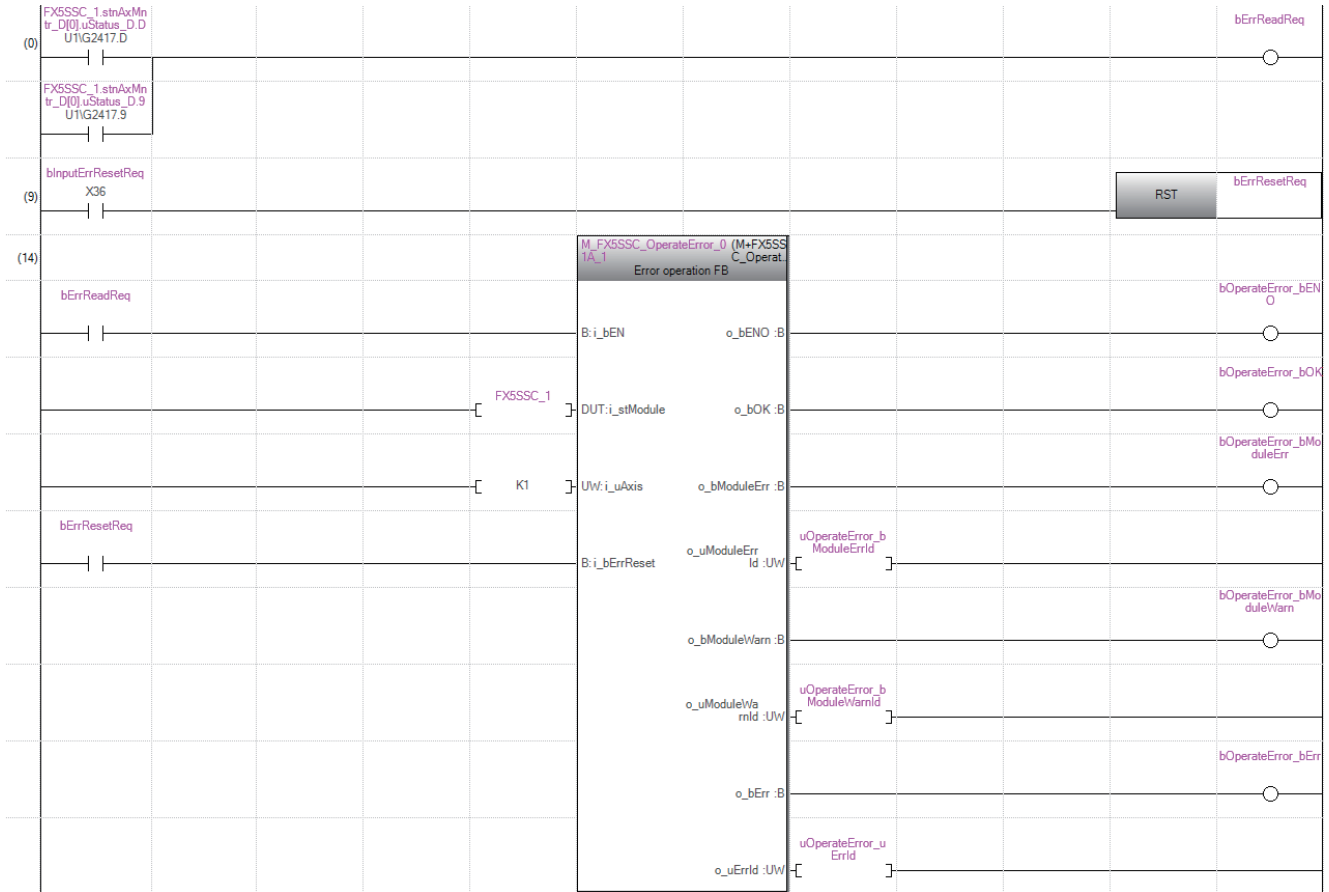 FX5SSC_1.stnAxMn
tr_D[0].uStatus_D.D
U1\G2417.D
(0)
bErrReadReq
FX5SSC_1.stnAxMn
tr_D[0].uStatus_D.9
U1\G2417.9
bInputErrResetReq
X36
(9)
RST
bErrResetReq
(14)
M_FX5SSC_OperateError_0
1A_1
(M+FX5SS
C_Operat..
Error operation FB
bErrReadReq
B:i_bEN
o_bENO :B
bOperateError_bEN
O
FX5SSC_1
DUT:i_stModule
o_bOK :B
bOperateError_bOK
K1
UW:i_uAxis
o_bModuleErr :B
bOperateError_bMo
duleErr
bErrResetReq
B:i_bErrReset
o_uModuleErr
Id :UW
uOperateError_b
ModuleErrId
o_bModuleWarn :B
bOperateError_bMo
duleWarn
o_uModuleWa
rnId :UW
uOperateError_b
ModuleWarnId
o_bErr :B
bOperateError_bErr
o_uErrId :UW
uOperateError_u
ErrId